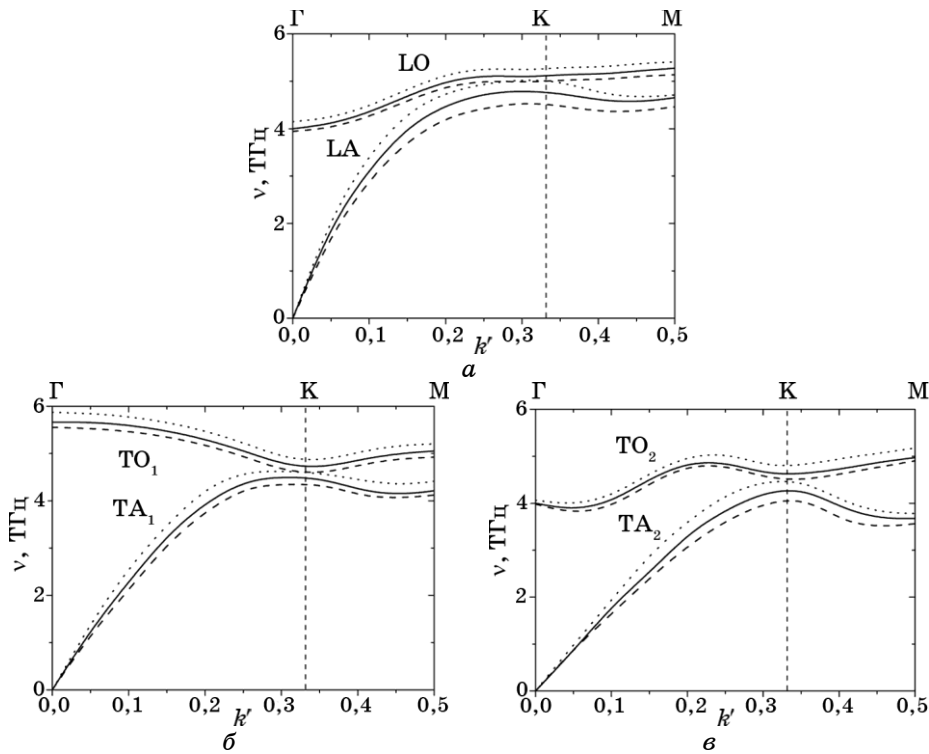 Γ K M
6
LO
4
LA
ν, ТГц
2
0
0,0 0,1 0,2 0,3 0,4 0,5
k′
а
Γ K M
6
TO₁
4
TA₁
ν, ТГц
2
0
0,0 0,1 0,2 0,3 0,4 0,5
k′
б
Γ K M
6
TO₂
4
TA₂
ν, ТГц
2
0
0,0 0,1 0,2 0,3 0,4 0,5
k′
в